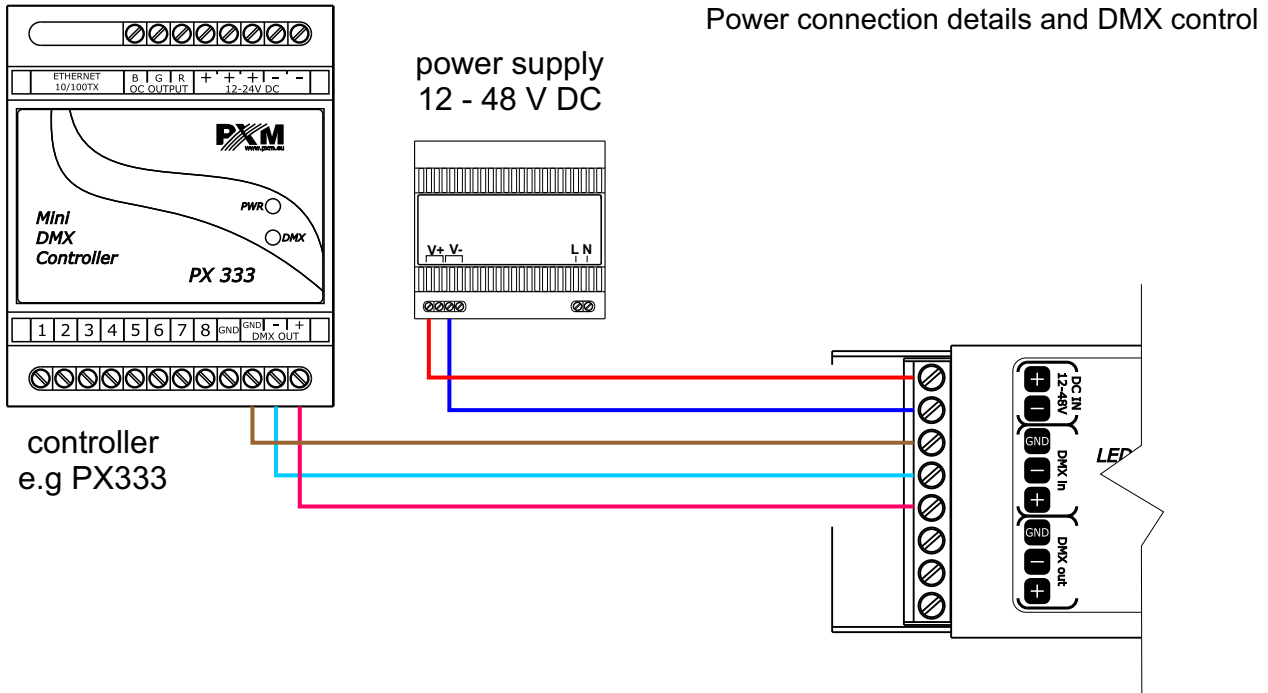 Power connection details and DMX control
ETHERNET
10/100TX
B G R
OC OUTPUT
+ + + - -
12-24V DC
PXM
www.pxm.eu
PWR
DMX
Mini
DMX
Controller
PX 333
1 2 3 4 5 6 7 8 GND GND - +
DMX OUT
controller
e.g PX333
power supply
12 - 48 V DC
V+ V-
L N
+
-
DC IN
12-48V
GND
-
+
DMX in
GND
-
+
DMX out
LED